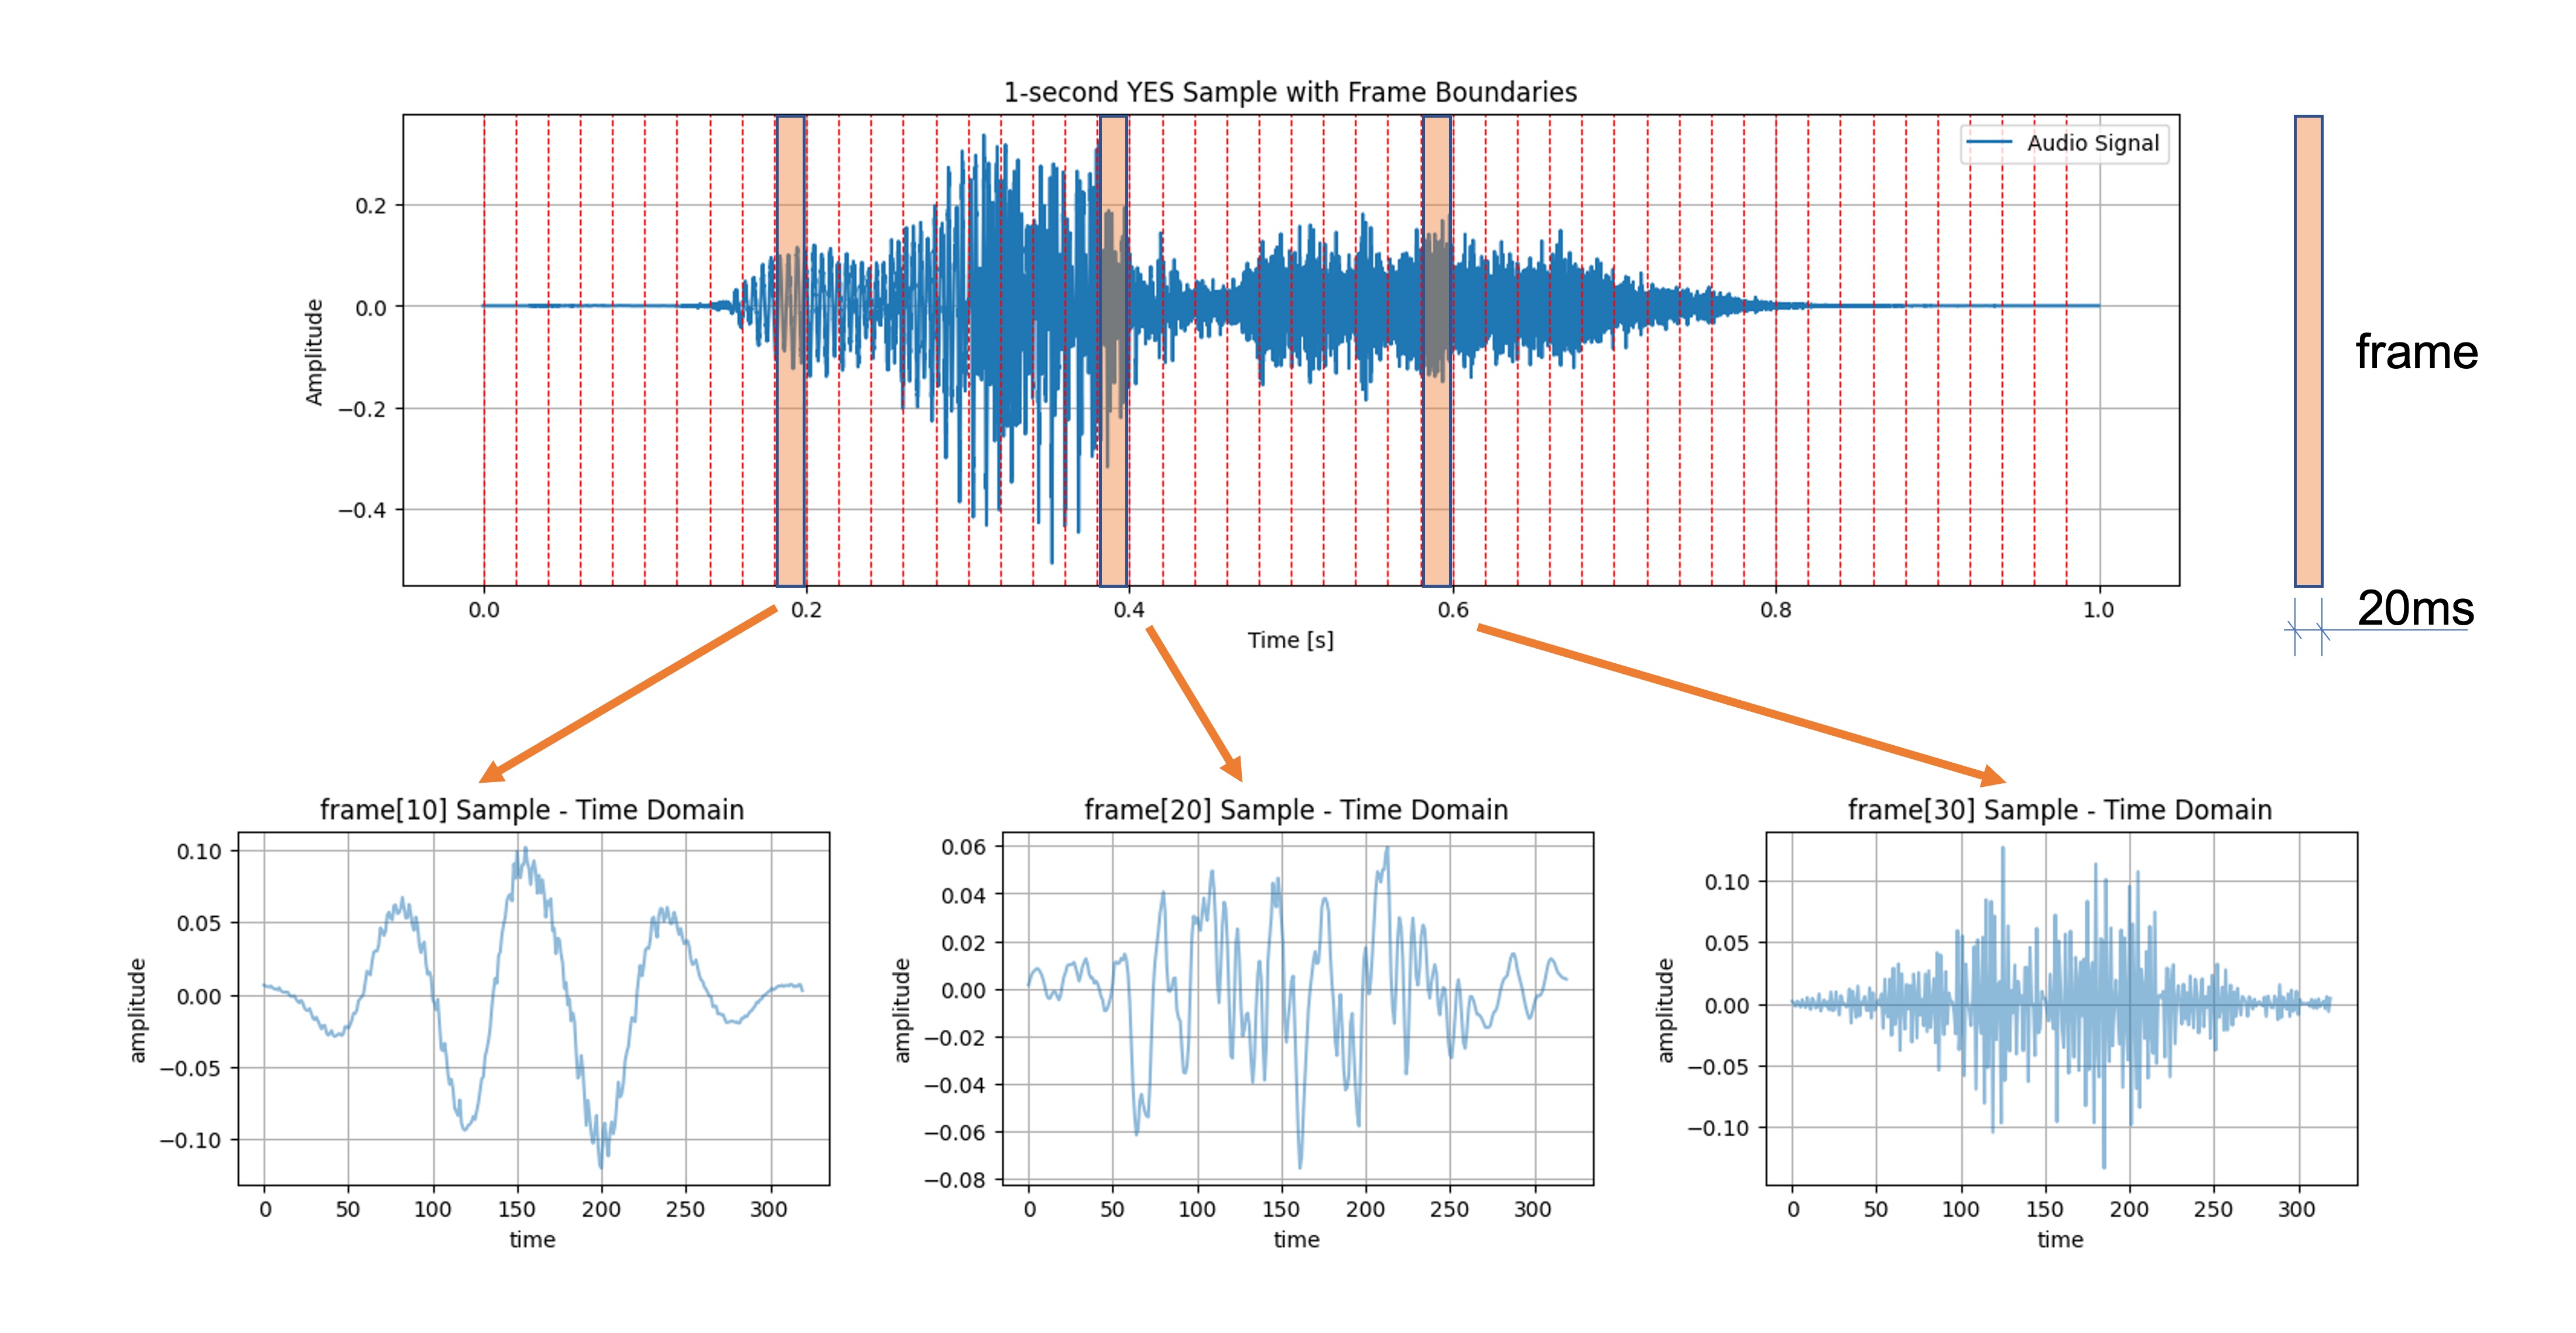 1-second YES Sample with Frame Boundaries
Audio Signal
Amplitude
0.2
0.0
−0.2
−0.4
0.0 0.2 0.4 0.6 0.8 1.0
Time [s]
frame
20ms
frame[10] Sample - Time Domain
amplitude
0.10
0.05
0.00
−0.05
−0.10
0 50 100 150 200 250 300
time
frame[20] Sample - Time Domain
amplitude
0.06
0.04
0.02
0.00
−0.02
−0.04
−0.06
−0.08
0 50 100 150 200 250 300
time
frame[30] Sample - Time Domain
amplitude
0.10
0.05
0.00
−0.05
−0.10
0 50 100 150 200 250 300
time